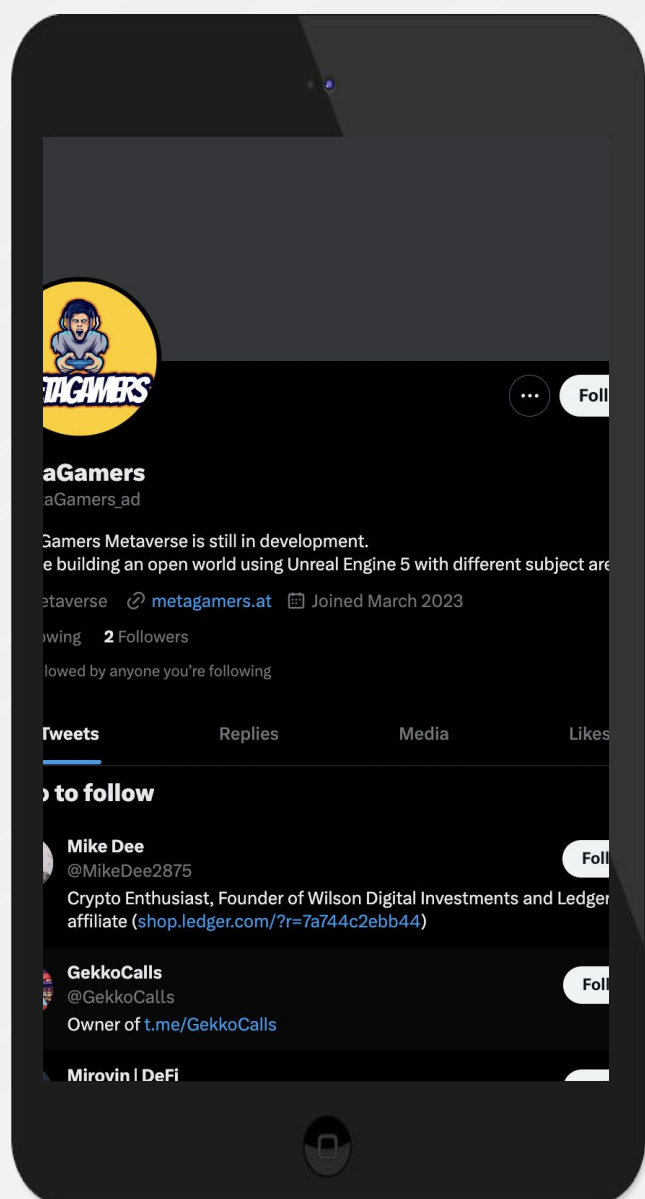 TAGAMERS
Foll
aGamers
aGamers_ad
Gamers Metaverse is still in development.
e building an open world using Unreal Engine 5 with different subject are
etaverse metagamers.at Joined March 2023
owing 2 Followers
lowed by anyone you're following
Tweets Replies Media Likes
o to follow
Mike Dee
@MikeDee2875
Foll
Crypto Enthusiast, Founder of Wilson Digital Investments and Ledger
affiliate (shop.ledger.com/?r=7a744c2ebb44)
GekkoCalls
@GekkoCalls
Foll
Owner of t.me/GekkoCalls
Mirovin | DeFi